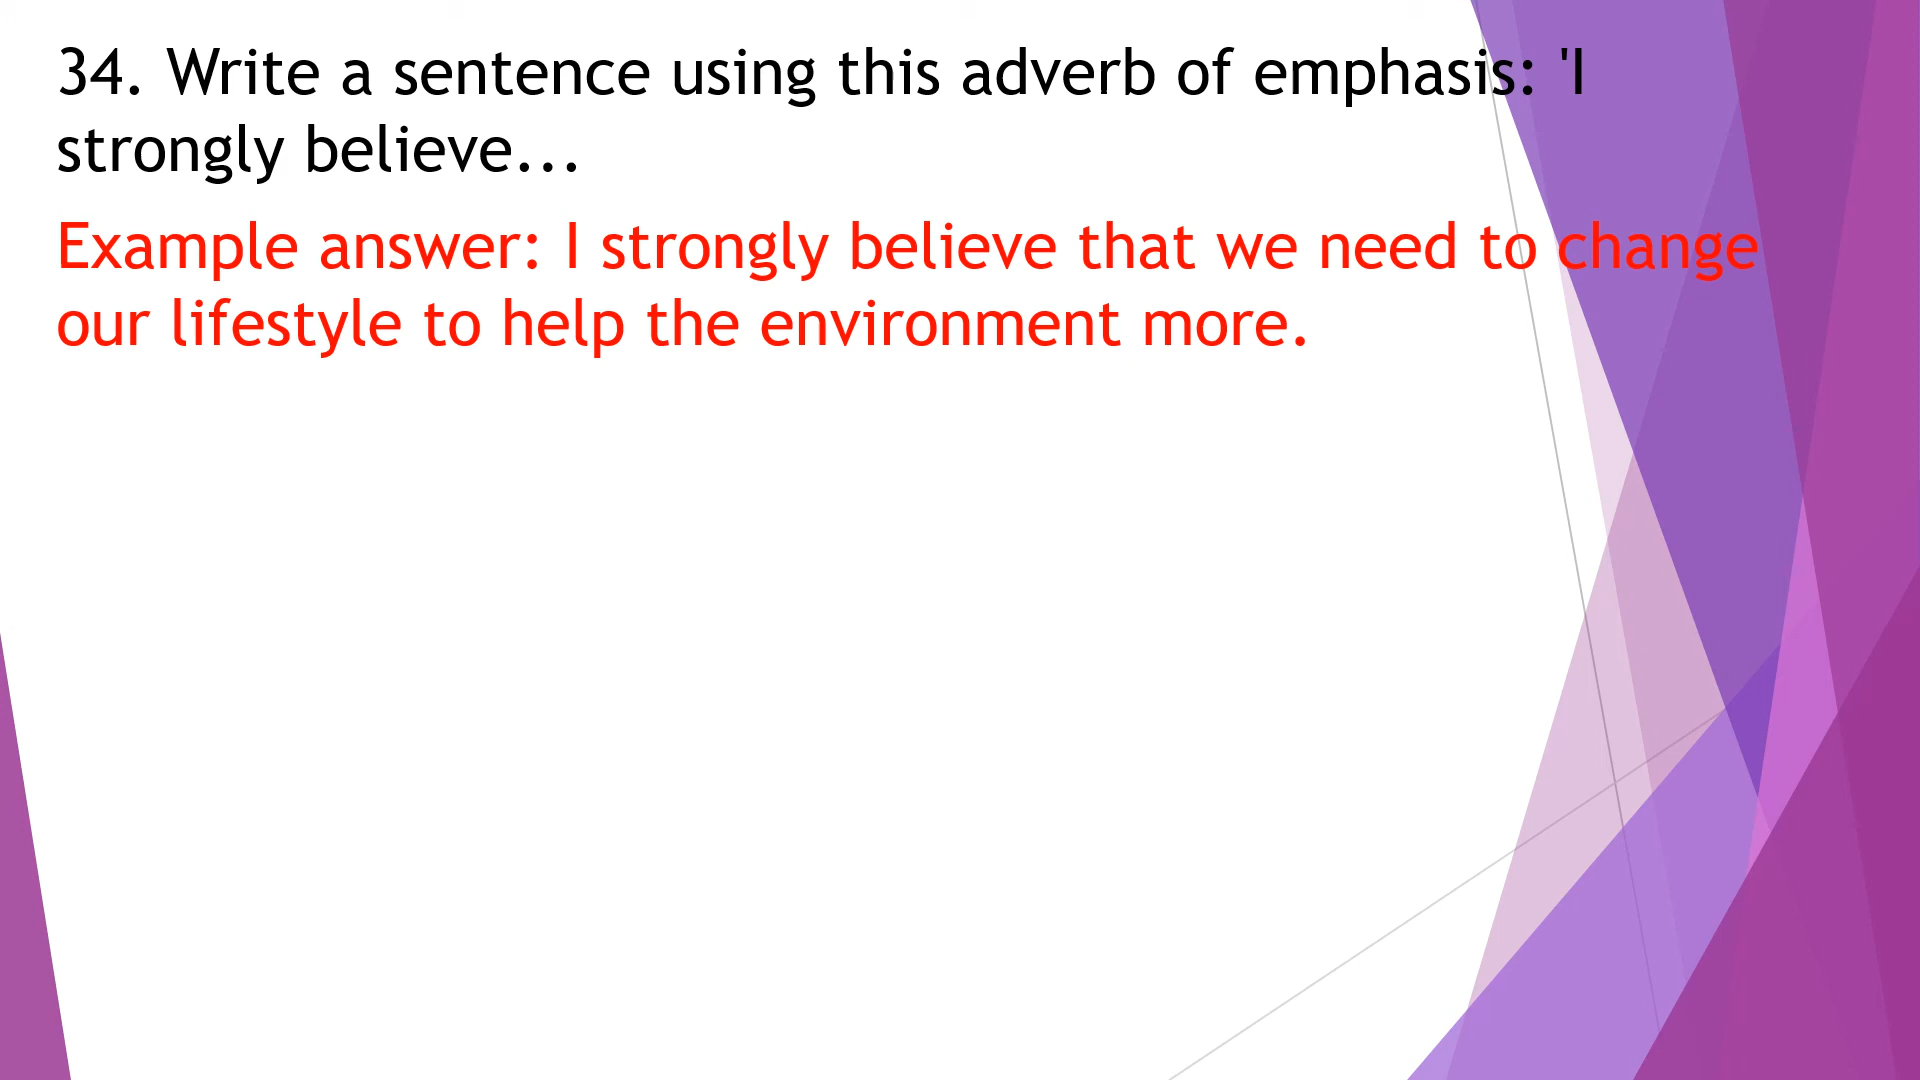 34. Write a sentence using this adverb of emphasis: 'I
strongly believe...
Example answer: I strongly believe that we need to change
our lifestyle to help the environment more.